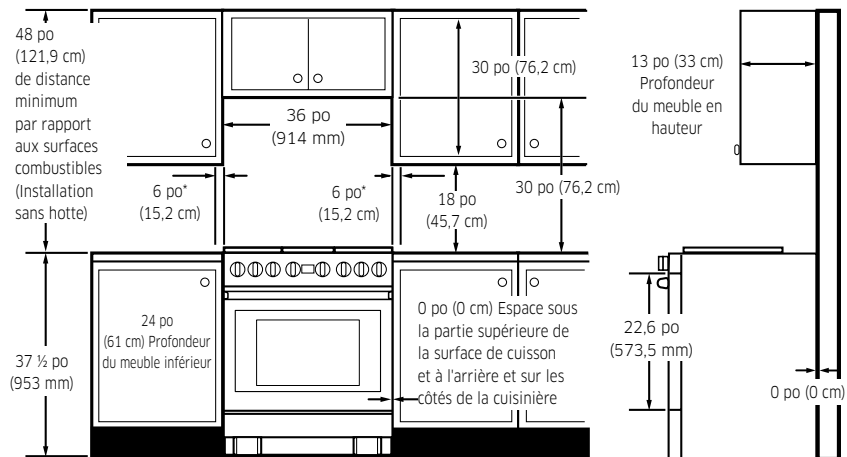 48 po
(121,9 cm)
de distance
minimum
par rapport
aux surfaces
combustibles
(Installation
sans hotte)
30 po (76,2 cm)
36 po
(914 mm)
6 po*
(15,2 cm)
6 po*
(15,2 cm)
18 po
(45,7 cm)
30 po (76,2 cm)
13 po (33 cm)
Profondeur
du meuble en
hauteur
37 ½ po
(953 mm)
24 po
(61 cm) Profondeur
du meuble inférieur
0 po (0 cm) Espace sous
la partie supérieure de
la surface de cuisson
et à l'arrière et sur les
côtés de la cuisinière
22,6 po
(573,5 mm)
0 po (0 cm)